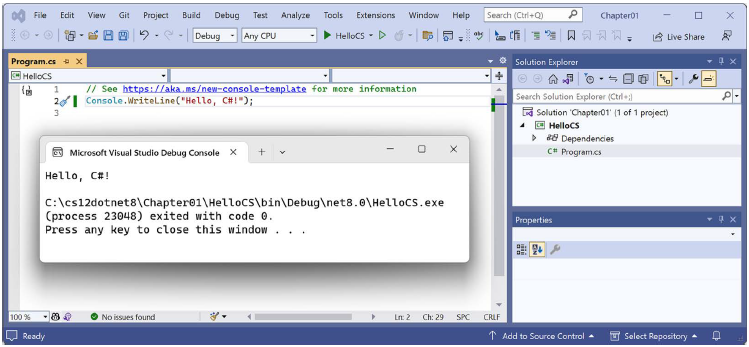 File Edit View Git Project Build Debug Test Analyze Tools Extensions Window Help Search (Ctrl+Q) Chapter01
Debug Any CPU HelloCS Live Share
Program.cs
HelloCS
1 // See https://aka.ms/new-console-template for more information
2 Console.WriteLine("Hello, C#!");
3
Microsoft Visual Studio Debug Console
Hello, C#!
C:\cs12dotnet8\Chapter01\HelloCS\bin\Debug\net8.0\HelloCS.exe
(process 23048) exited with code 0.
Press any key to close this window . . .
100 % No issues found Ln: 2 Ch: 29 SPC CRLF
Solution Explorer
Search Solution Explorer (Ctrl+;)
Solution 'Chapter01' (1 of 1 project)
C# HelloCS
Dependencies
C# Program.cs
Properties
Ready Add to Source Control Select Repository